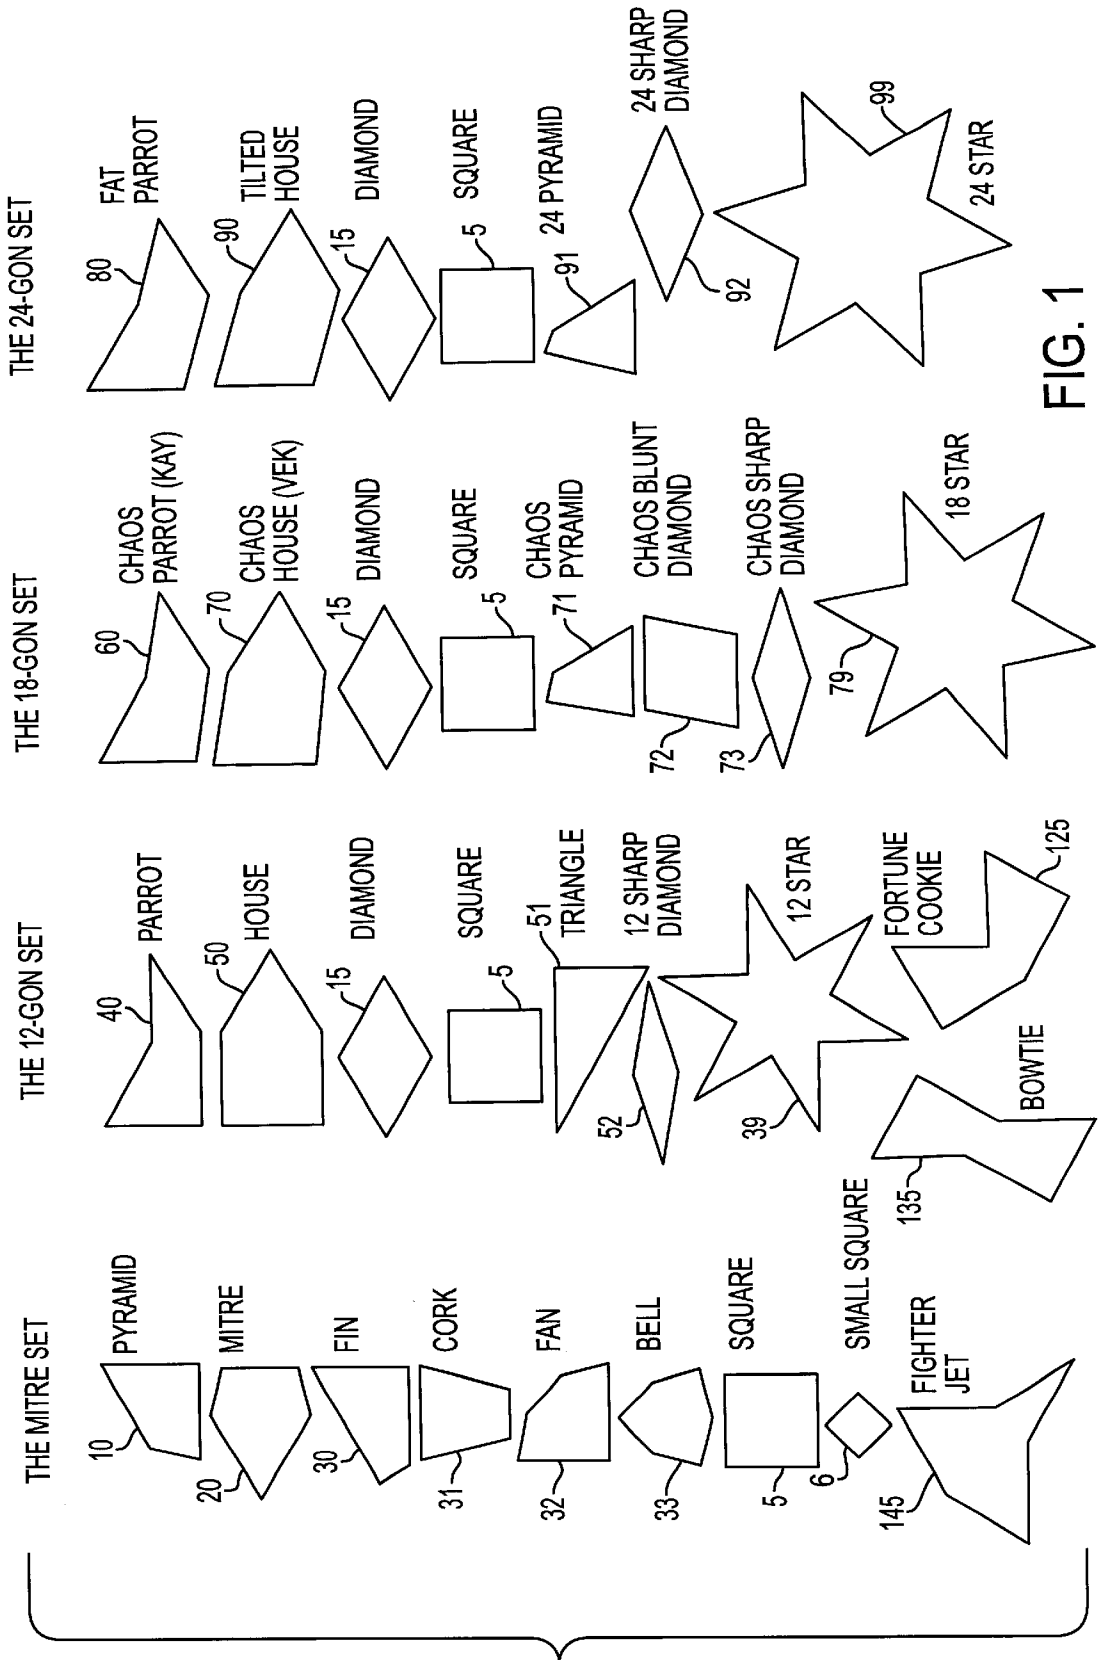 THE MITRE SET
PYRAMID
10
MITRE
20
FIN
30
CORK
31
FAN
32
BELL
33
SQUARE
5
SMALL SQUARE
6
FIGHTER
JET
145
THE 12-GON SET
PARROT
40
HOUSE
50
DIAMOND
15
SQUARE
5
TRIANGLE
51
12 SHARP
DIAMOND
52
12 STAR
39
FORTUNE
COOKIE
125
BOWTIE
135
THE 18-GON SET
CHAOS
PARROT (KAY)
60
CHAOS
HOUSE (VEK)
70
DIAMOND
15
SQUARE
5
CHAOS
PYRAMID
71
CHAOS BLUNT
DIAMOND
72
CHAOS SHARP
DIAMOND
73
18 STAR
79
THE 24-GON SET
FAT
PARROT
80
TILTED
HOUSE
90
DIAMOND
15
SQUARE
5
24 PYRAMID
91
24 SHARP
DIAMOND
92
24 STAR
99
FIG. 1